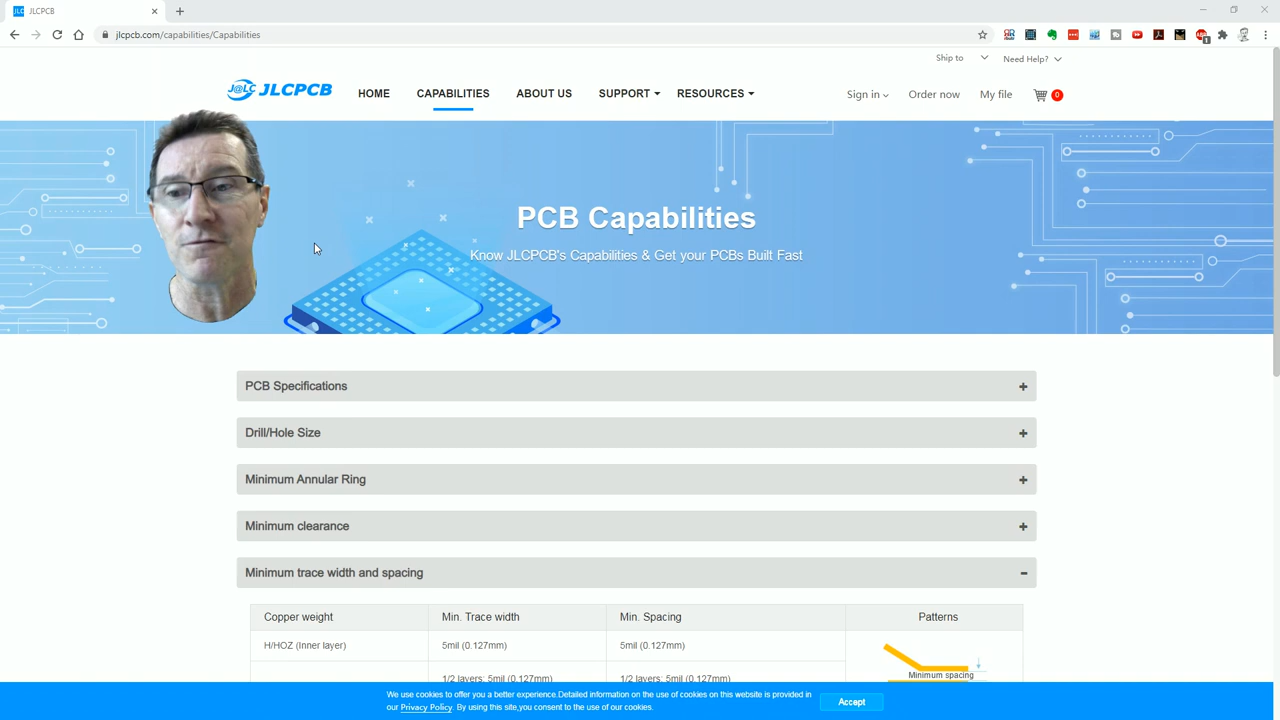 JLC JLCPCB
jlcpcb.com/capabilities/Capabilities
1
Ship to
Need Help?
J@LC JLCPCB
HOME
CAPABILITIES
ABOUT US
SUPPORT
RESOURCES
Sign in
Order now
My file
0
PCB Capabilities
Know JLCPCB's Capabilities & Get your PCBs Built Fast
PCB Specifications
Drill/Hole Size
Minimum Annular Ring
Minimum clearance
Minimum trace width and spacing
Copper weight
Min. Trace width
Min. Spacing
Patterns
H/HOZ (Inner layer)
5mil (0.127mm)
5mil (0.127mm)
Minimum spacing
1/2 layers: 5mil (0.127mm)
1/2 layers: 5mil (0.127mm)
We use cookies to offer you a better experience.Detailed information on the use of cookies on this website is provided in
our Privacy Policy. By using this site,you consent to the use of our cookies.
Accept